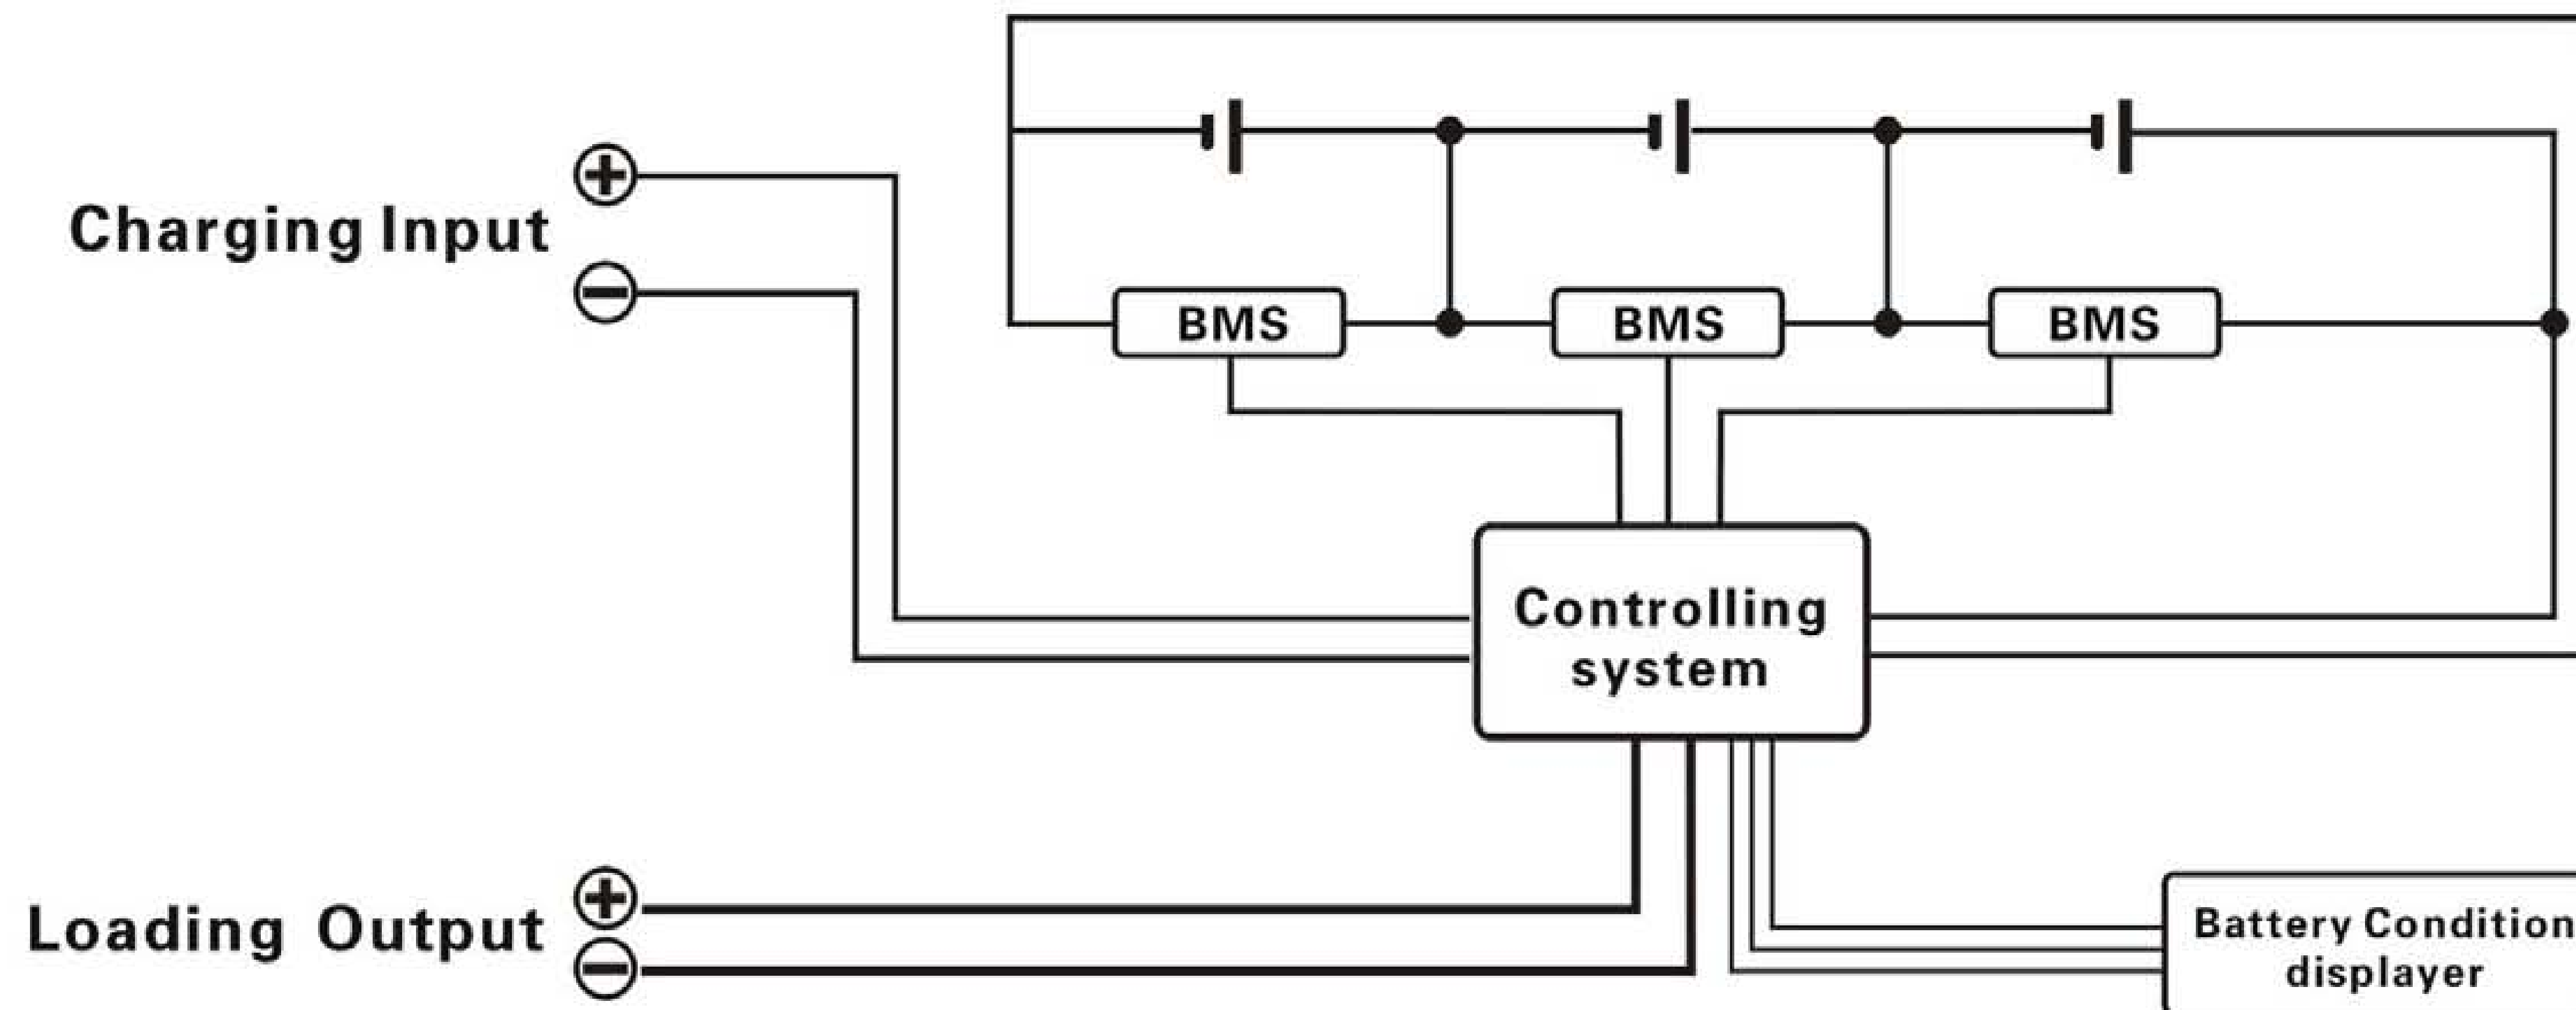 Charging Input
BMS BMS BMS
Controlling
system
Loading Output
Battery Condition
displayer